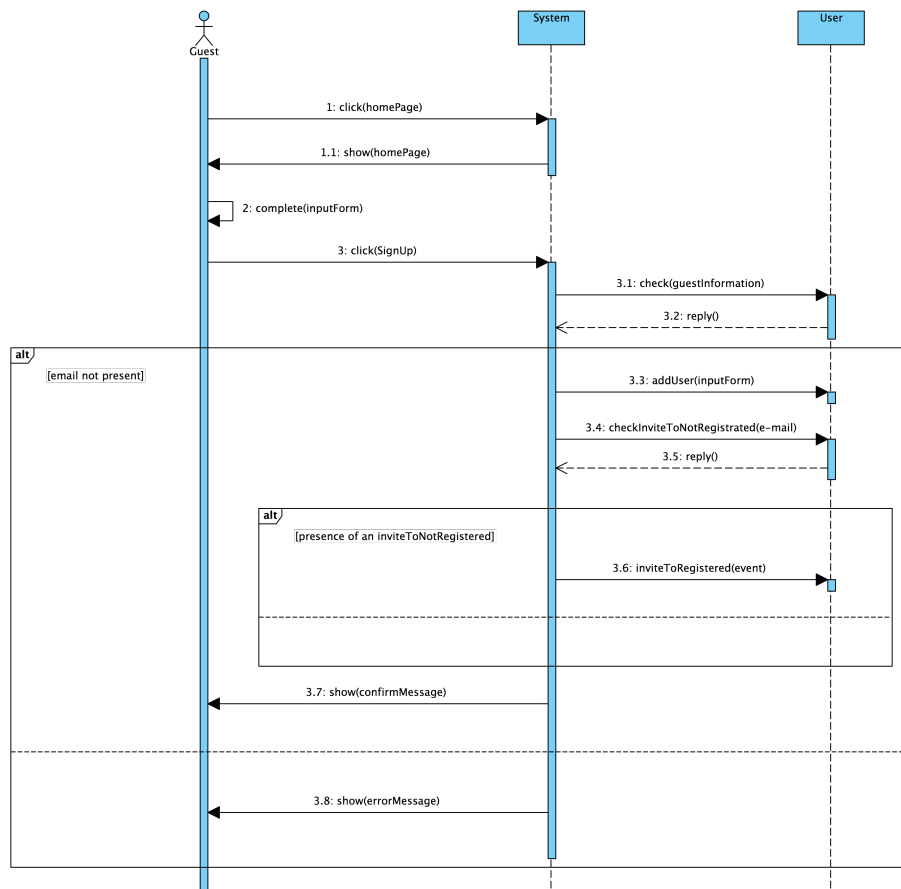 System
User
Guest
1: click(homePage)
1.1: show(homePage)
2: complete(inputForm)
3: click(SignUp)
3.1: check(guestInformation)
3.2: reply()
alt
[email not present]
3.3: addUser(inputForm)
3.4: checkInviteToNotRegistrated(e-mail)
3.5: reply()
alt
[presence of an inviteToNotRegistered]
3.6: inviteToRegistered(event)
3.7: show(confirmMessage)
3.8: show(errorMessage)